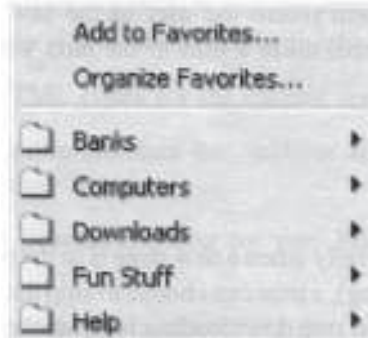 Add to Favorites...
Organize Favorites...
Banks
Computers
Downloads
Fun Stuff
Help